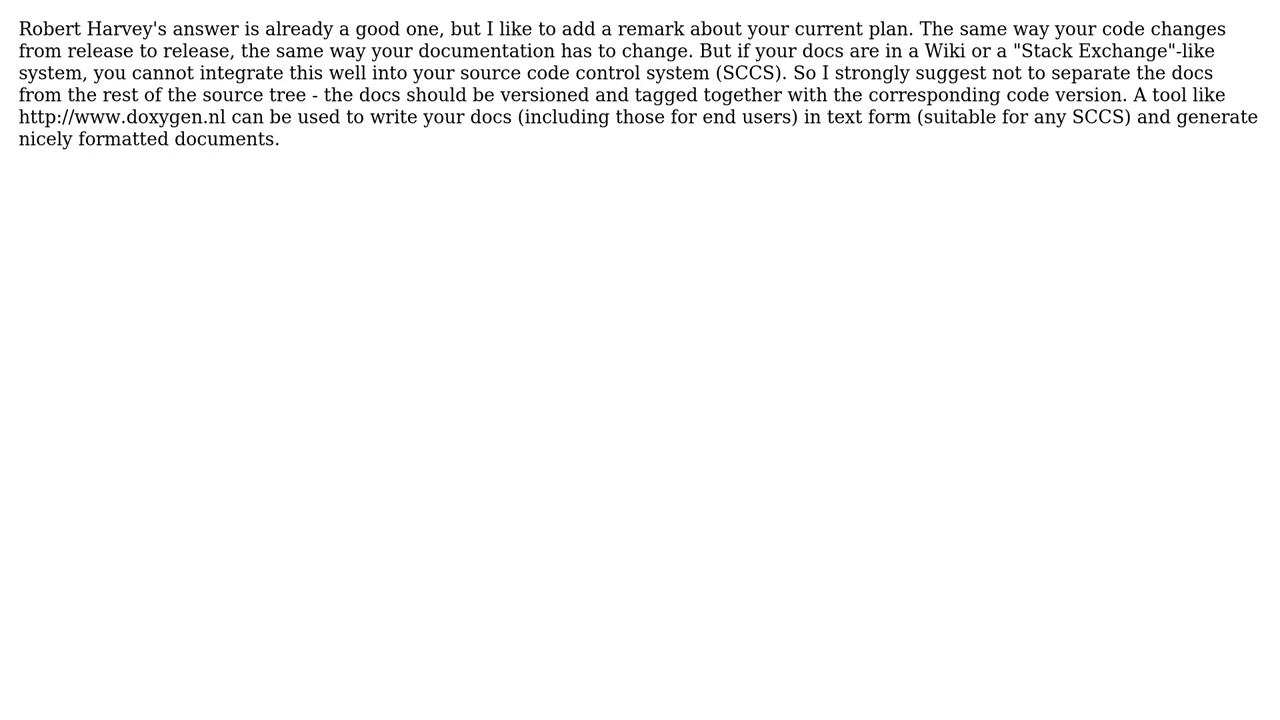 Robert Harvey's answer is already a good one, but I like to add a remark about your current plan. The same way your code changes
from release to release, the same way your documentation has to change. But if your docs are in a Wiki or a "Stack Exchange"-like
system, you cannot integrate this well into your source code control system (SCCS). So I strongly suggest not to separate the docs
from the rest of the source tree - the docs should be versioned and tagged together with the corresponding code version. A tool like
http://www.doxygen.nl can be used to write your docs (including those for end users) in text form (suitable for any SCCS) and generate
nicely formatted documents.